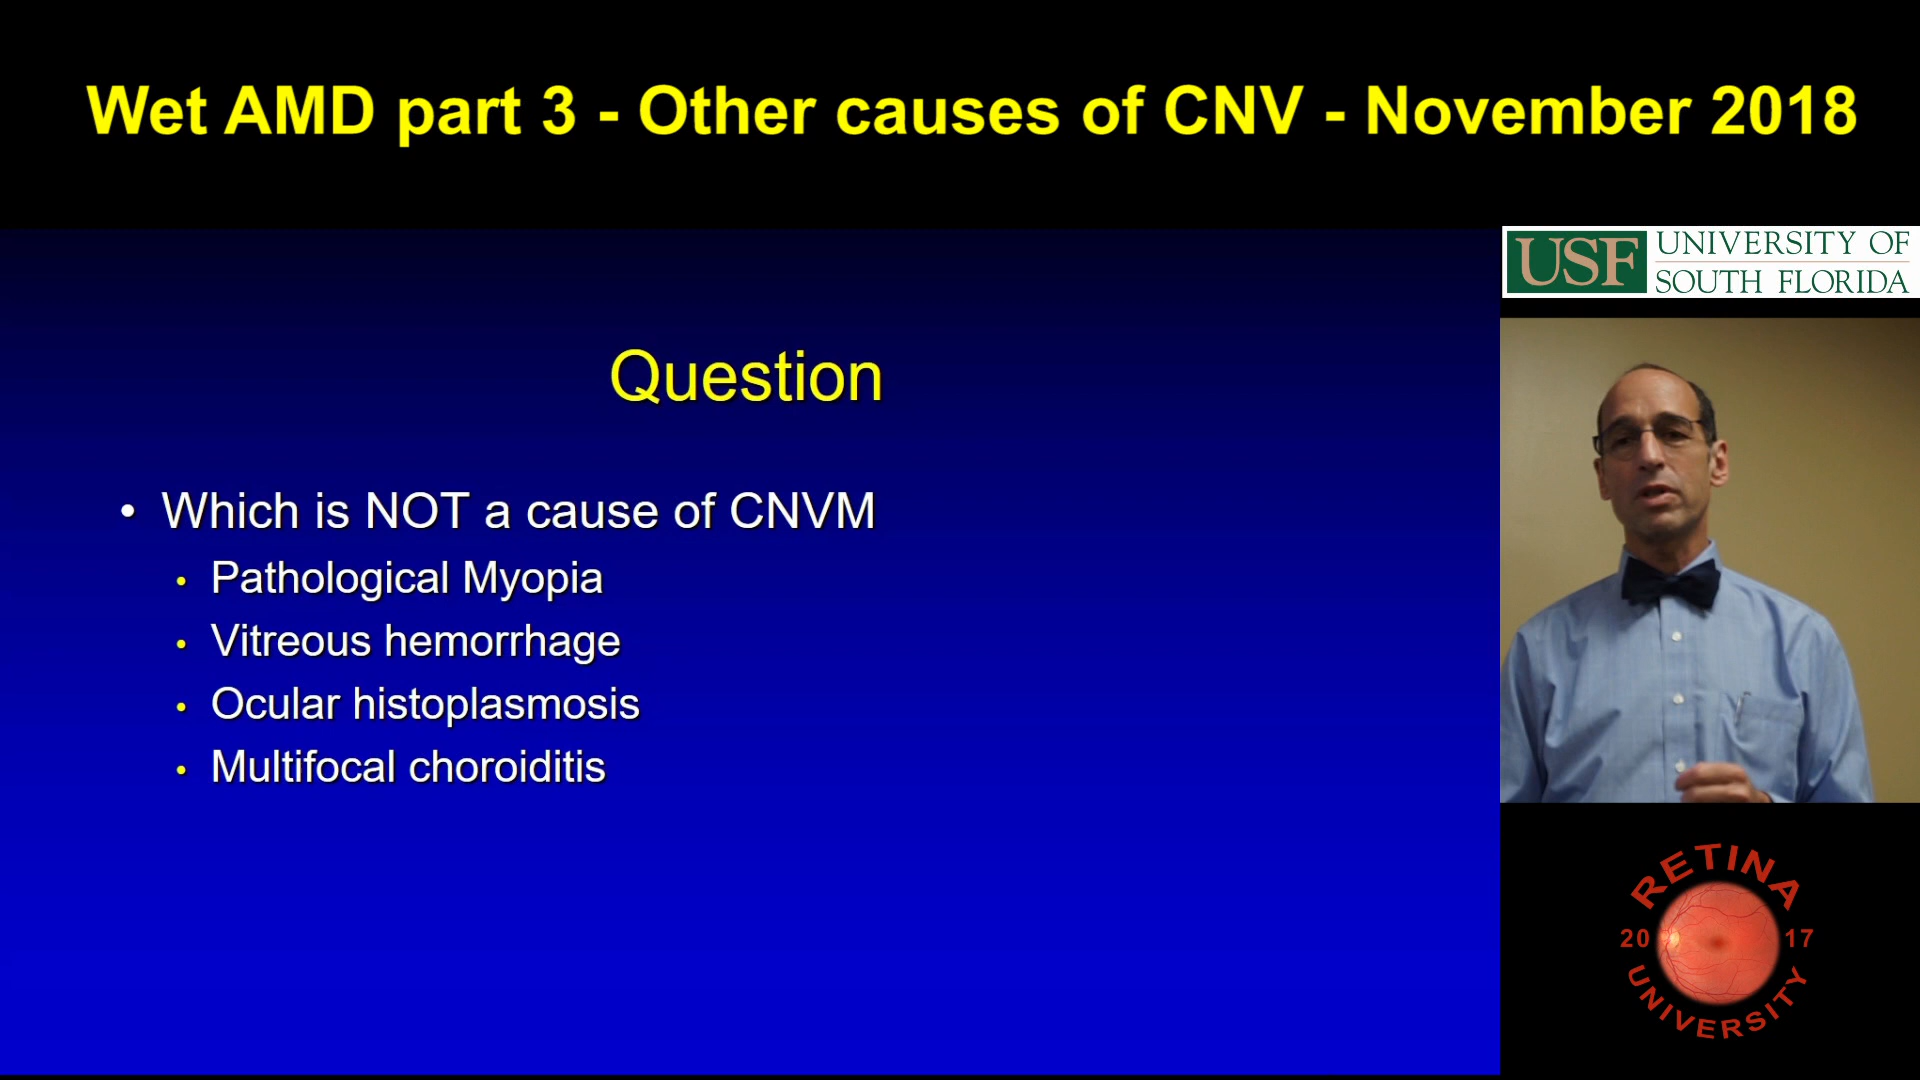 Wet AMD part 3 - Other causes of CNV - November 2018
USF UNIVERSITY OF
SOUTH FLORIDA
Question
• Which is NOT a cause of CNVM
• Pathological Myopia
• Vitreous hemorrhage
• Ocular histoplasmosis
• Multifocal choroiditis
RETINA
20 17
UNIVERSITY